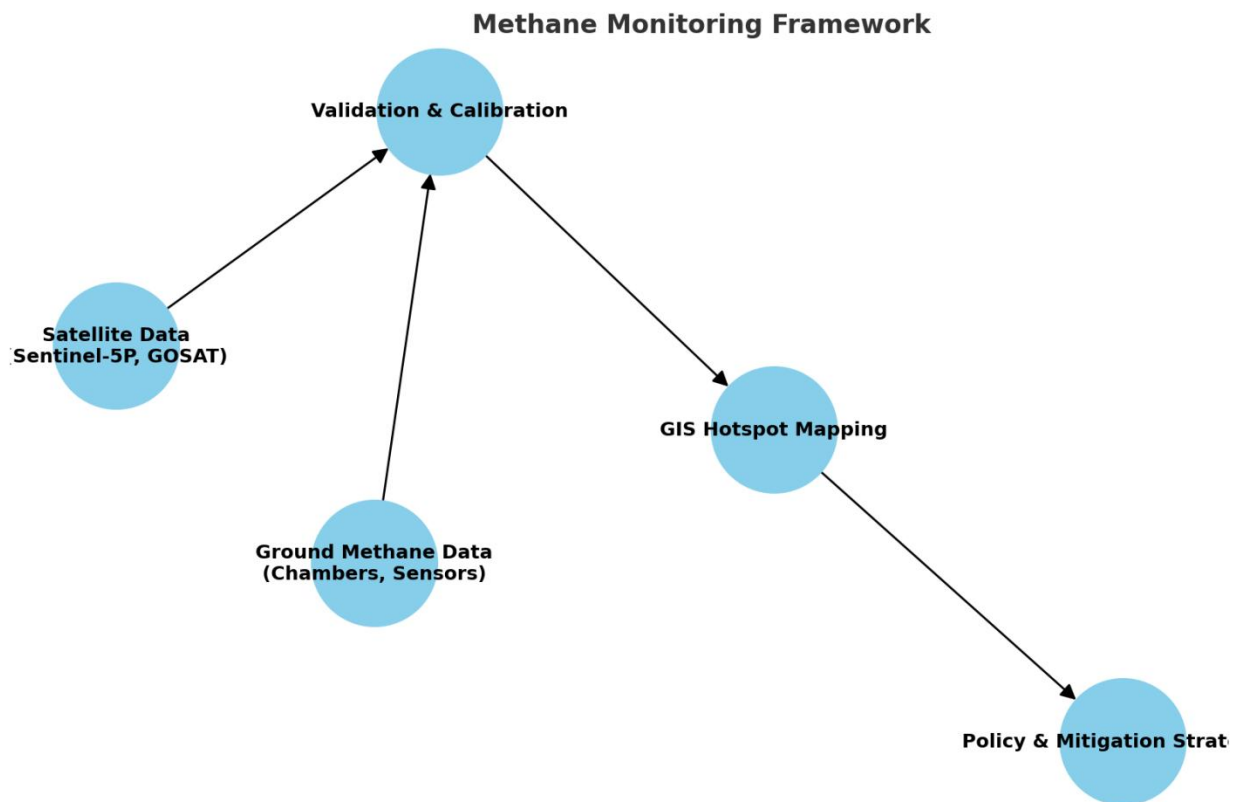 Methane Monitoring Framework
Validation & Calibration
Satellite Data
(Sentinel-5P, GOSAT)
Ground Methane Data
(Chambers, Sensors)
GIS Hotspot Mapping
Policy & Mitigation